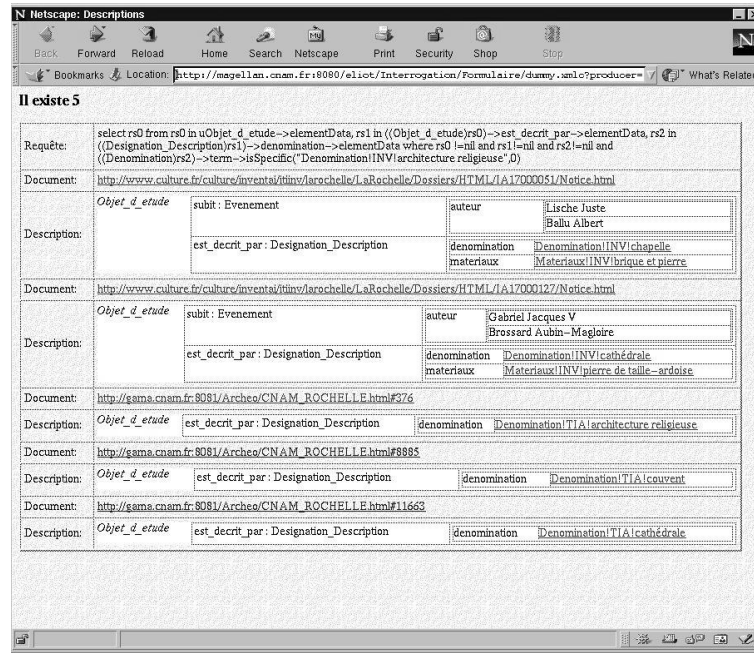 Netscape: Descriptions
Back Forward Reload Home Search Netscape Print Security Shop Stop
Bookmarks Location: http://magellan.cnam.fr:8080/eliot/Interrogation/Formulaire/dummy.xmlc?producer= What's Relate
Il existe 5
Requête:
select rs0 from rs0 in uObjet_d_etude->elementData, rs1 in ((Objet_d_etude)rs0)->est_decrit_par->elementData, rs2 in
((Designation_Description)rs1)->denomination->elementData where rs0 !=nil and rs1!=nil and rs2!=nil and
((Denomination)rs2)->term->isSpecific("Denomination!INV!architecture religieuse",0)
Document: http://www.culture.fr/culture/inventai/itiinv/larochelle/LaRochelle/Dossiers/HTML/IA17000051/Notice.html
Description:
Objet_d_etude
subit : Evenement
auteur
Lische Juste
Ballu Albert
est_decrit_par : Designation_Description
denomination Denomination!INV!chapelle
materiaux Materiaux!INV!brique et pierre
Document: http://www.culture.fr/culture/inventai/itiinv/larochelle/LaRochelle/Dossiers/HTML/IA17000127/Notice.html
Description:
Objet_d_etude
subit : Evenement
auteur
Gabriel Jacques V
Brossard Aubin-Magloire
est_decrit_par : Designation_Description
denomination Denomination!INV!cathédrale
materiaux Materiaux!INV!pierre de taille-ardoise
Document: http://gama.cnam.fr:8081/Archeo/CNAM_ROCHELLE.html#376
Description: Objet_d_etude est_decrit_par : Designation_Description denomination Denomination!TIA!architecture religieuse
Document: http://gama.cnam.fr:8081/Archeo/CNAM_ROCHELLE.html#8885
Description: Objet_d_etude est_decrit_par : Designation_Description denomination Denomination!TIA!couvent
Document: http://gama.cnam.fr:8081/Archeo/CNAM_ROCHELLE.html#11663
Description: Objet_d_etude est_decrit_par : Designation_Description denomination Denomination!TIA!cathédrale